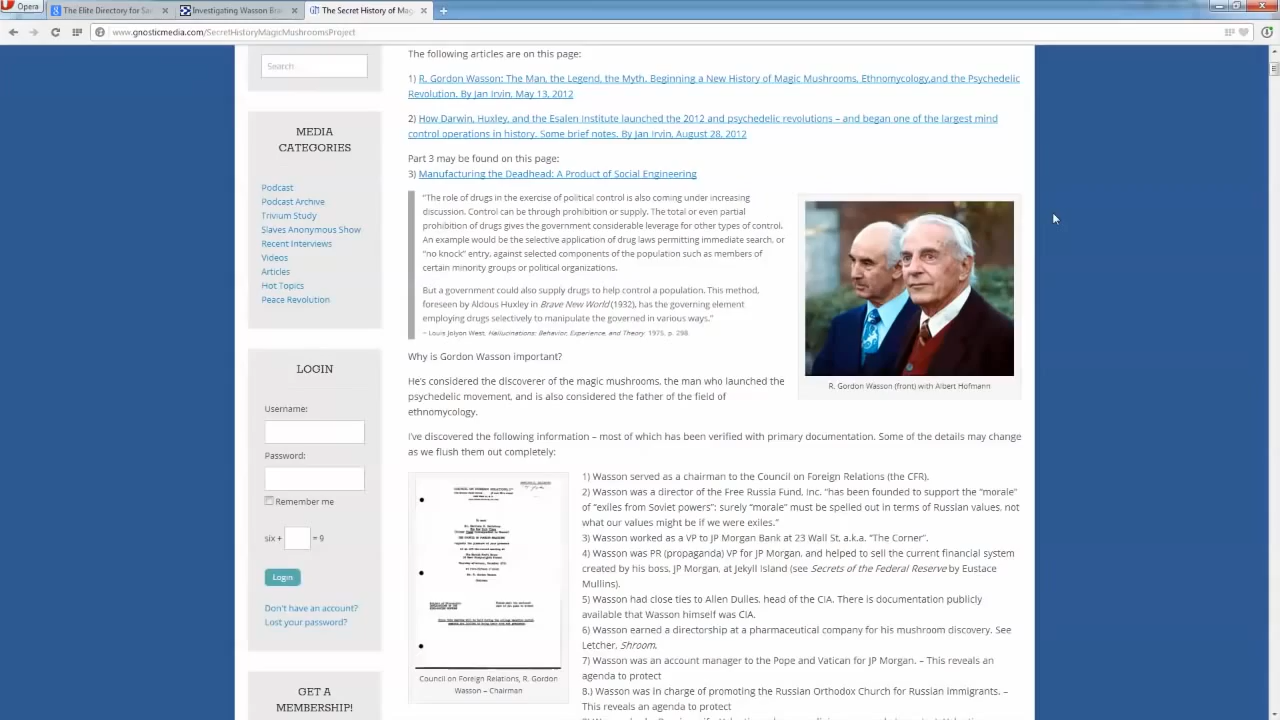 Opera
The Elite Directory for Sa
Investigating Wasson Bra
The Secret History of Mag
www.gnosticmedia.com/SecretHistoryMagicMushroomsProject
The following articles are on this page:
Search
1) R. Gordon Wasson: The Man, the Legend, the Myth. Beginning a New History of Magic Mushrooms, Ethnomycology,and the Psychedelic
Revolution. By Jan Irvin, May 13, 2012
2) How Darwin, Huxley, and the Esalen Institute launched the 2012 and psychedelic revolutions – and began one of the largest mind
control operations in history. Some brief notes. By Jan Irvin, August 28, 2012
Part 3 may be found on this page:
3) Manufacturing the Deadhead: A Product of Social Engineering
MEDIA
CATEGORIES
Podcast
Podcast Archive
Trivium Study
Slaves Anonymous Show
Recent Interviews
Videos
Articles
Hot Topics
Peace Revolution
"The role of drugs in the exercise of political control is also coming under increasing
discussion. Control can be through prohibition or supply. The total or even partial
prohibition of drugs gives the government considerable leverage for other types of control.
An example would be the selective application of drug laws permitting immediate search, or
"no knock" entry, against selected components of the population such as members of
certain minority groups or political organizations.
But a government could also supply drugs to help control a population. This method,
foreseen by Aldous Huxley in Brave New World (1932), has the governing element
employing drugs selectively to manipulate the governed in various ways."
– Louis Jolyon West, Hallucinations: Behavior, Experience, and Theory. 1975, p. 298.
R. Gordon Wasson (front) with Albert Hofmann
Why is Gordon Wasson important?
He's considered the discoverer of the magic mushrooms, the man who launched the
psychedelic movement, and is also considered the father of the field of
ethnomycology.
I've discovered the following information – most of which has been verified with primary documentation. Some of the details may change
as we flush them out completely:
LOGIN
Username:
Password:
Remember me
six + = 9
Login
Don't have an account?
Lost your password?
GET A
MEMBERSHIP!
Council on Foreign Relations, R. Gordon
Wasson – Chairman
1) Wasson served as a chairman to the Council on Foreign Relations (the CFR).
2) Wasson was a director of the Free Russia Fund, Inc. "has been founded to support the "morale"
of "exiles from Soviet powers"; surely "morale" must be spelled out in terms of Russian values, not
what our values might be if we were exiles."
3) Wasson worked as a VP to JP Morgan Bank at 23 Wall St, a.k.a. "The Corner".
4) Wasson was PR (propaganda) VP for JP Morgan, and helped to sell the current financial system
created by his boss, JP Morgan, at Jekyll Island (see Secrets of the Federal Reserve by Eustace
Mullins).
5) Wasson had close ties to Allen Dulles, head of the CIA. There is documentation publicly
available that Wasson himself was CIA.
6) Wasson earned a directorship at a pharmaceutical company for his mushroom discovery. See
Letcher, Shroom.
7) Wasson was an account manager to the Pope and Vatican for JP Morgan. – This reveals an
agenda to protect
8.) Wasson was in charge of promoting the Russian Orthodox Church for Russian immigrants. –
This reveals an agenda to protect